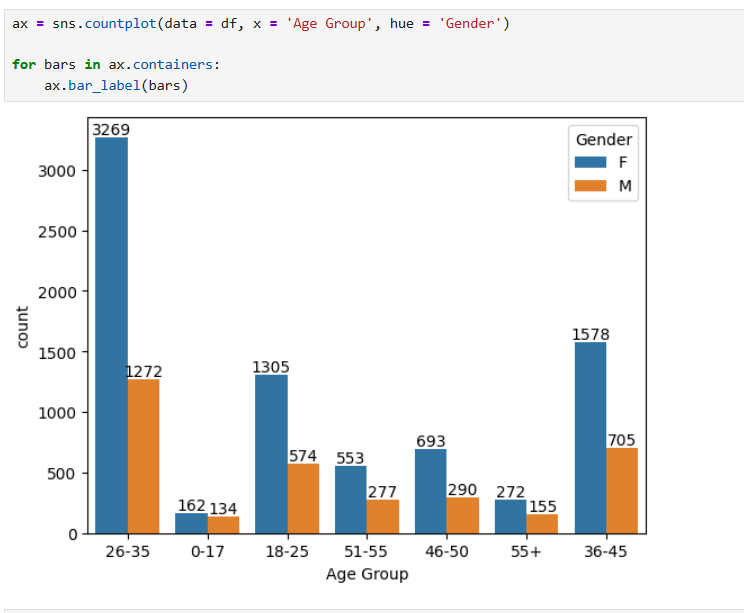 ax = sns.countplot(data = df, x = 'Age Group', hue = 'Gender')
for bars in ax.containers:
    ax.bar_label(bars)
3269
Gender
F
M
3000
2500
2000
1578
1500
1272
1305
1000
705
693
574
553
500
277
290
272
162
134
155
0
count
26-35 0-17 18-25 51-55 46-50 55+ 36-45
Age Group